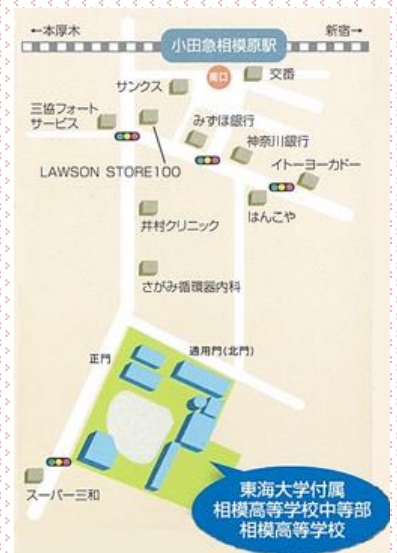 ←本厚木
新宿→
小田急相模原駅
南口
交番
サンクス
三協フォート
サービス
みずほ銀行
神奈川銀行
イトーヨーカドー
LAWSON STORE100
はんこや
井村クリニック
さがみ循環器内科
正門
通用門(北門)
スーパー三和
東海大学付属
相模高等学校中等部
相模高等学校